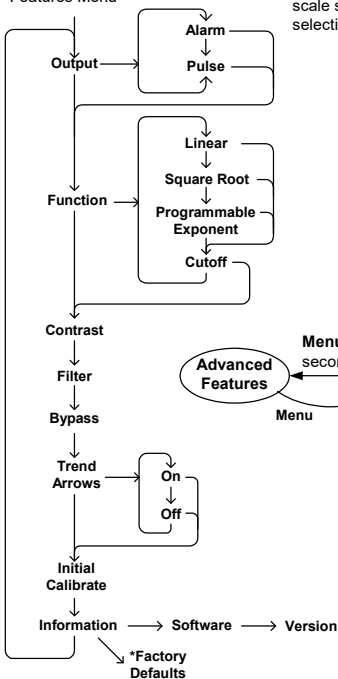 Features Menu
scale s
selecti
Alarm
Output
Pulse
Linear
Square Root
Function
Programmable
Exponent
Cutoff
Contrast
Menu
secon
Advanced
Features
Filter
Menu
Bypass
Trend
Arrows
On
Off
Initial
Calibrate
Information
Software
Version
*Factory
Defaults